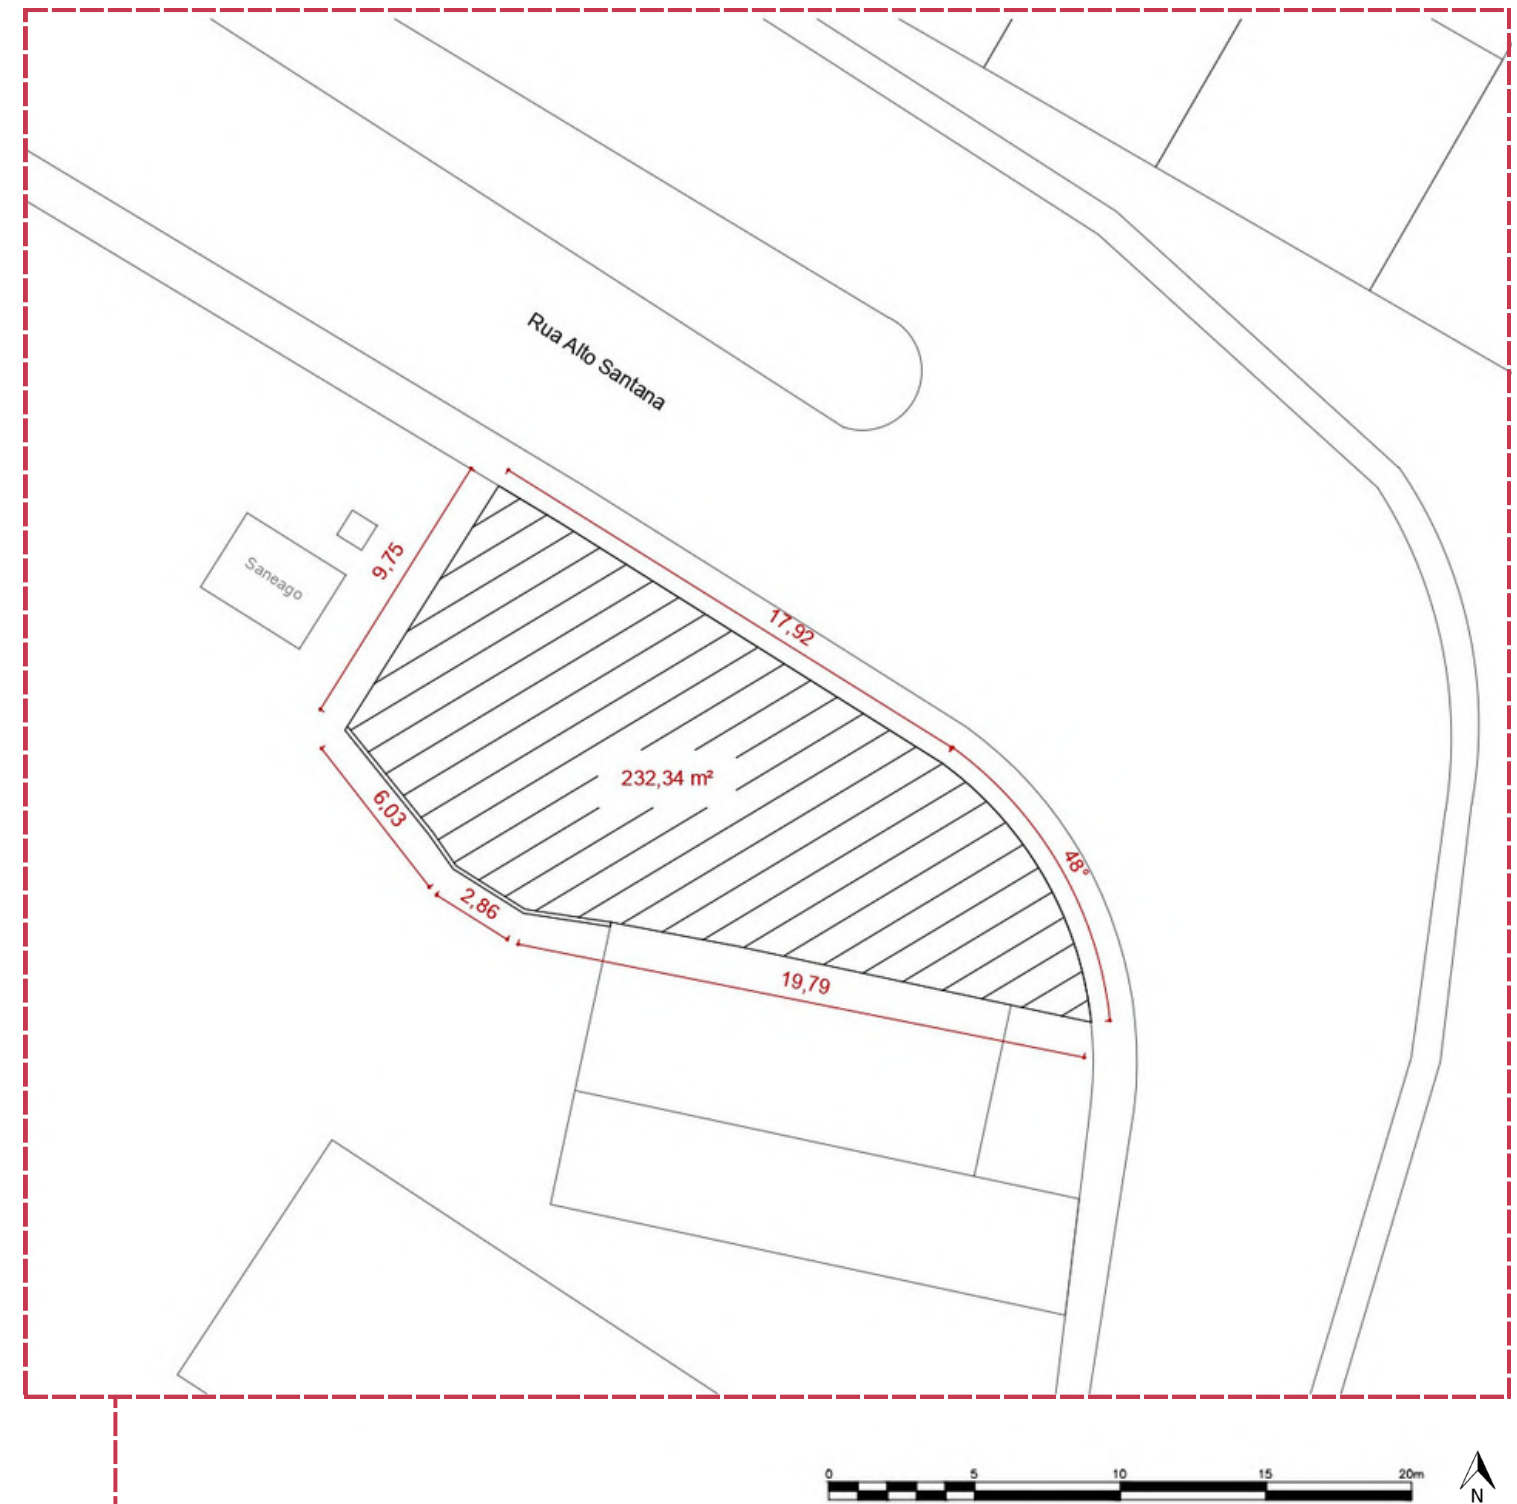 Rua Alto Santana
Saneago
9,75
17,92
232,34 m²
6,03
48°
2,86
19,79
0 5 10 15 20m
N